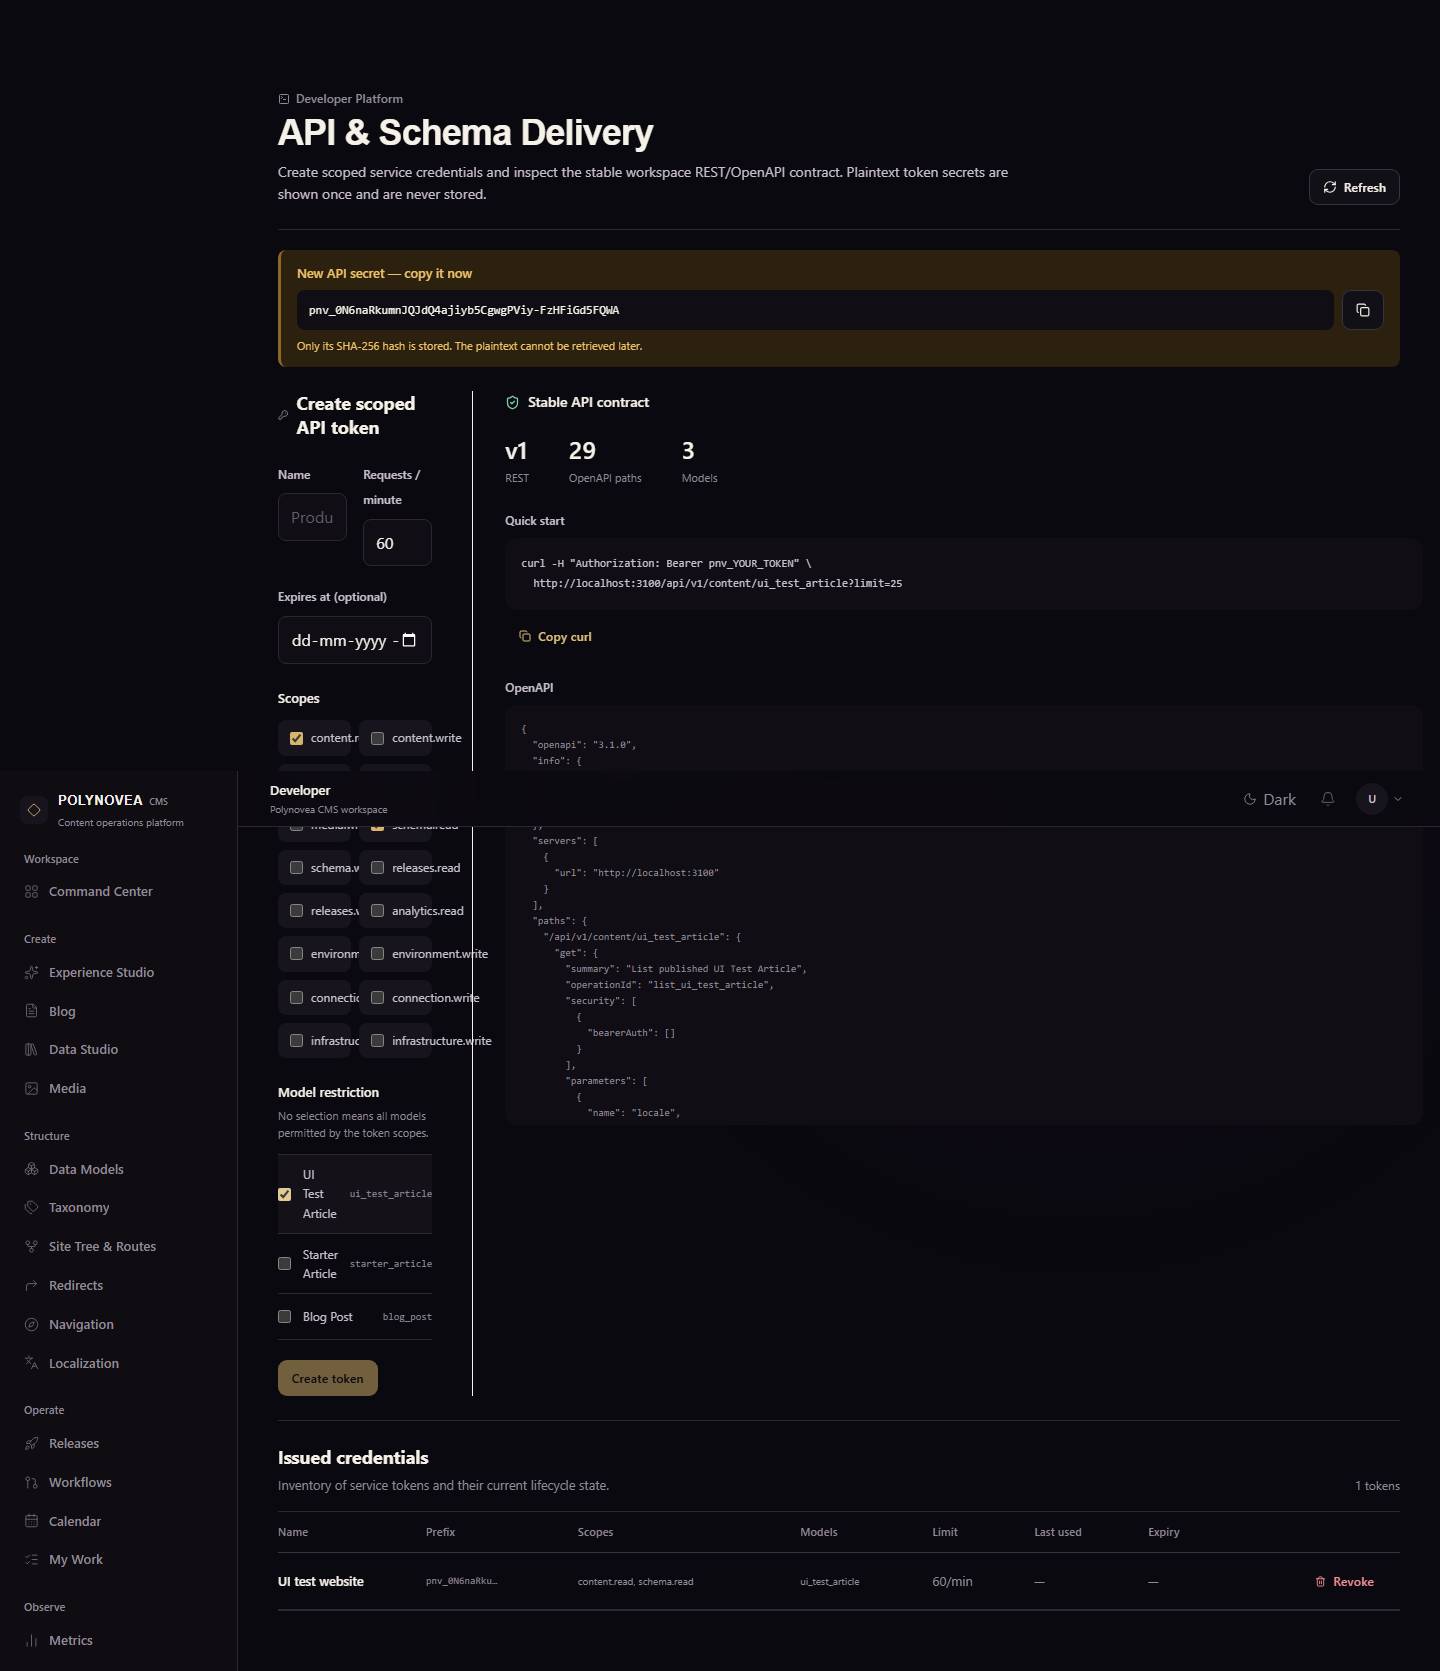 Developer Platform
API & Schema Delivery
Create scoped service credentials and inspect the stable workspace REST/OpenAPI contract. Plaintext token secrets are
shown once and are never stored.
Refresh
New API secret — copy it now
pnv_0N6naRkumnJQJdQ4ajiyb5CgwgPViy-FzHFiGd5FQWA
Only its SHA-256 hash is stored. The plaintext cannot be retrieved later.
Create scoped
API token
Name
Requests /
minute
Produ
60
Expires at (optional)
dd-mm-yyyy -
Scopes
content.r
content.write
schema.w
releases.read
releases.w
analytics.read
environm
environment.write
connectic
connection.write
infrastruc
infrastructure.write
Model restriction
No selection means all models
permitted by the token scopes.
UI
Test
Article
ui_test_article
Starter
Article
starter_article
Blog Post
blog_post
Create token
Stable API contract
v1
29
3
REST
OpenAPI paths
Models
Quick start
curl -H "Authorization: Bearer pnv_YOUR_TOKEN" \
http://localhost:3100/api/v1/content/ui_test_article?limit=25
Copy curl
OpenAPI
{
"openapi": "3.1.0",
"info": {
"servers": [
{
"url": "http://localhost:3100"
}
],
"paths": {
"/api/v1/content/ui_test_article": {
"get": {
"summary": "List published UI Test Article",
"operationId": "list_ui_test_article",
"security": [
{
"bearerAuth": []
}
],
"parameters": [
{
"name": "locale",
Developer
Polynovea CMS workspace
Dark
U
POLYNOVEA CMS
Content operations platform
Workspace
Command Center
Create
Experience Studio
Blog
Data Studio
Media
Structure
Data Models
Taxonomy
Site Tree & Routes
Redirects
Navigation
Localization
Operate
Releases
Workflows
Calendar
My Work
Observe
Metrics
Issued credentials
Inventory of service tokens and their current lifecycle state.
1 tokens
Name Prefix Scopes Models Limit Last used Expiry
UI test website pnv_0N6naRku… content.read, schema.read ui_test_article 60/min — — Revoke